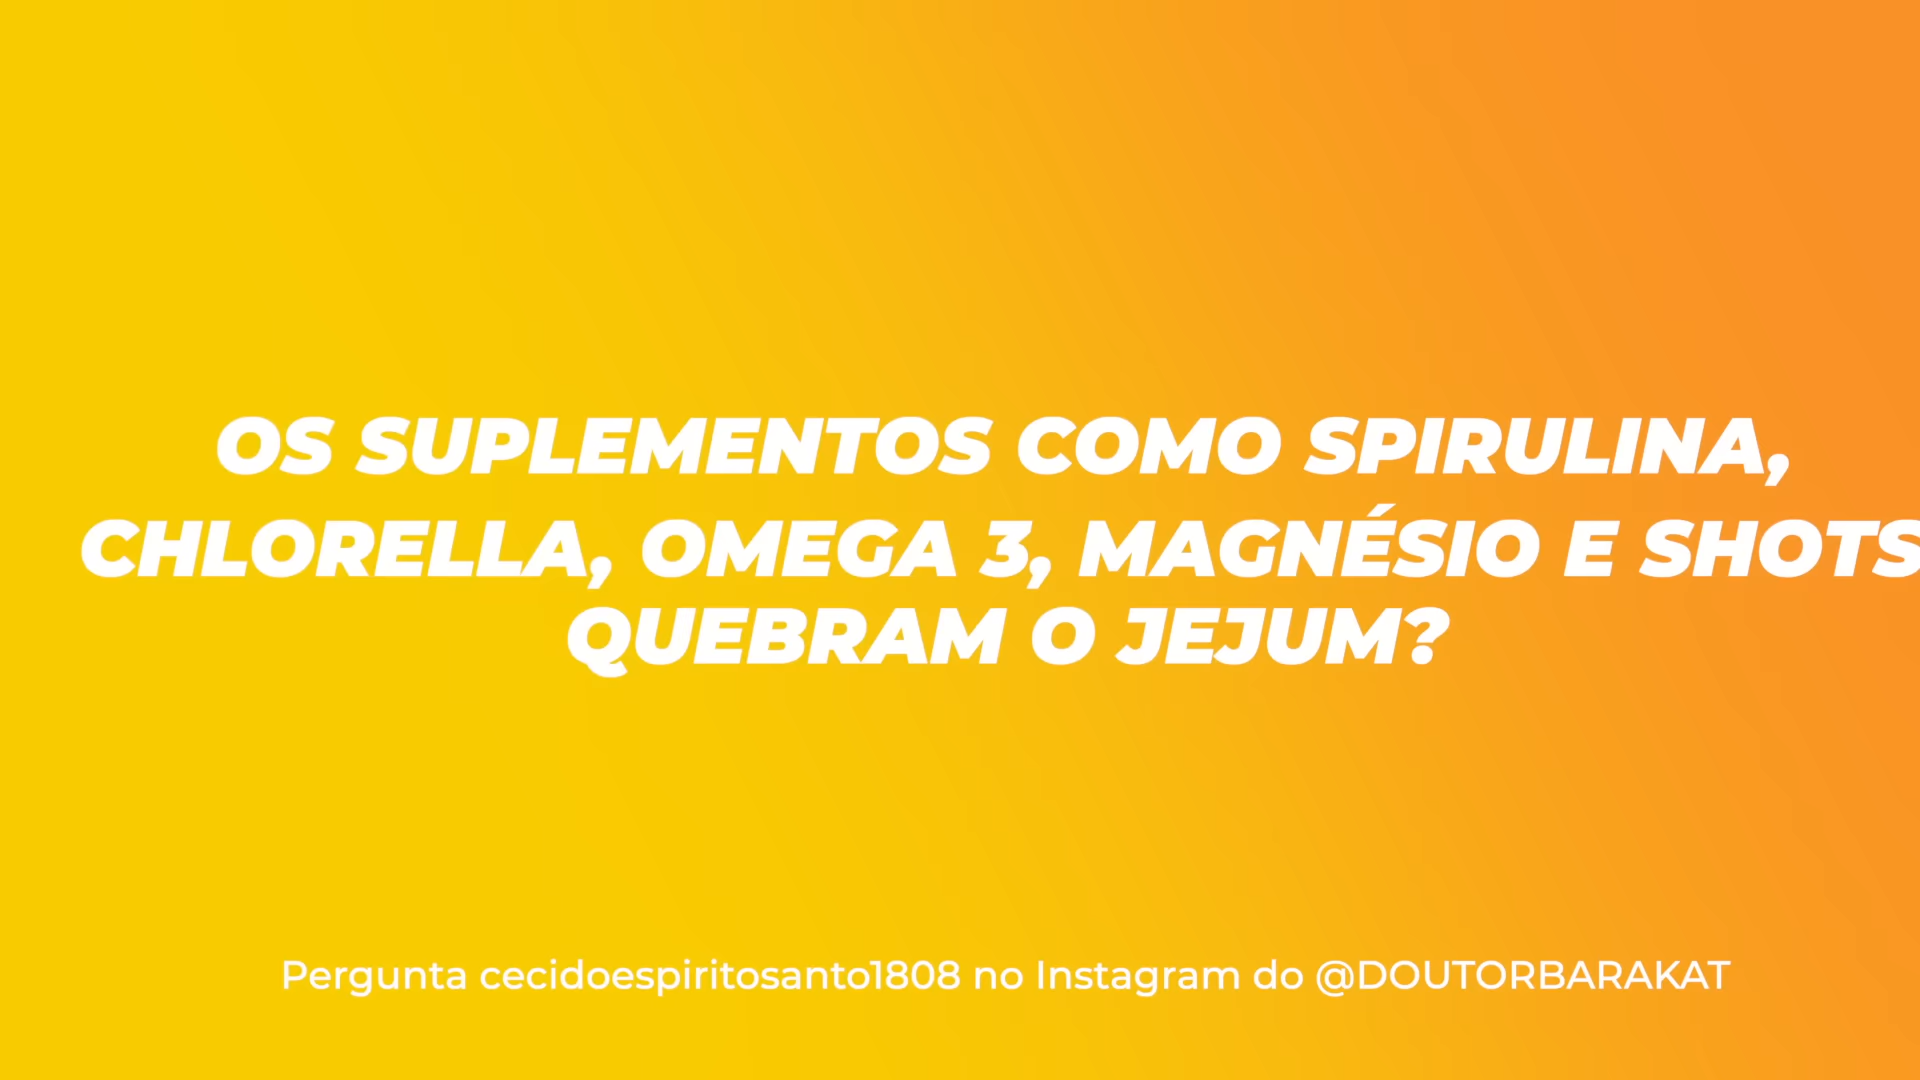 OS SUPLEMENTOS COMO SPIRULINA,
CHLORELLA, OMEGA 3, MAGNÉSIO E SHOTS
QUEBRAM O JEJUM?
Pergunta cecidoespiritosanto1808 no Instagram do @DOUTORBARAKAT